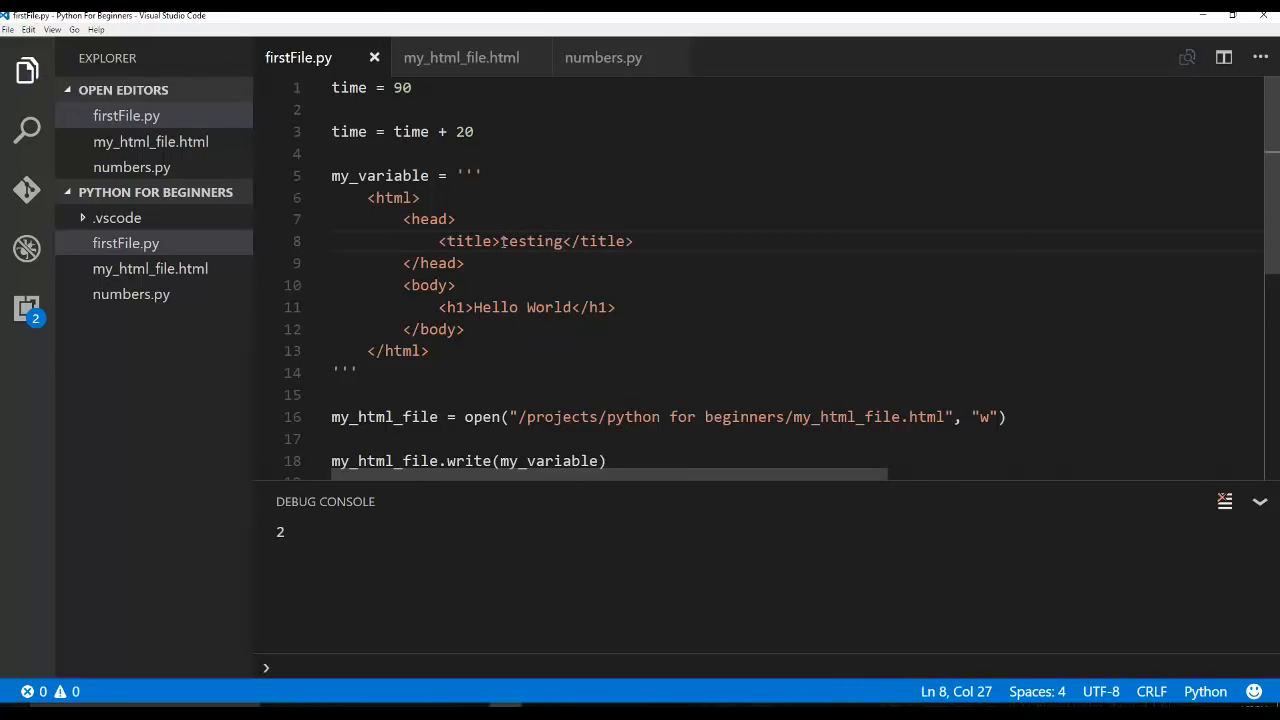 firstFile.py - Python For Beginners - Visual Studio Code
File Edit View Go Help
EXPLORER
OPEN EDITORS
firstFile.py
my_html_file.html
numbers.py
PYTHON FOR BEGINNERS
.vscode
firstFile.py
my_html_file.html
numbers.py
2
firstFile.py my_html_file.html numbers.py
1 time = 90
2
3 time = time + 20
4
5 my_variable = '''
6 <html>
7 <head>
8 <title>testing</title>
9 </head>
10 <body>
11 <h1>Hello World</h1>
12 </body>
13 </html>
14 '''
15
16 my_html_file = open("/projects/python for beginners/my_html_file.html", "w")
17
18 my_html_file.write(my_variable)
DEBUG CONSOLE
2
0 0 Ln 8, Col 27 Spaces: 4 UTF-8 CRLF Python